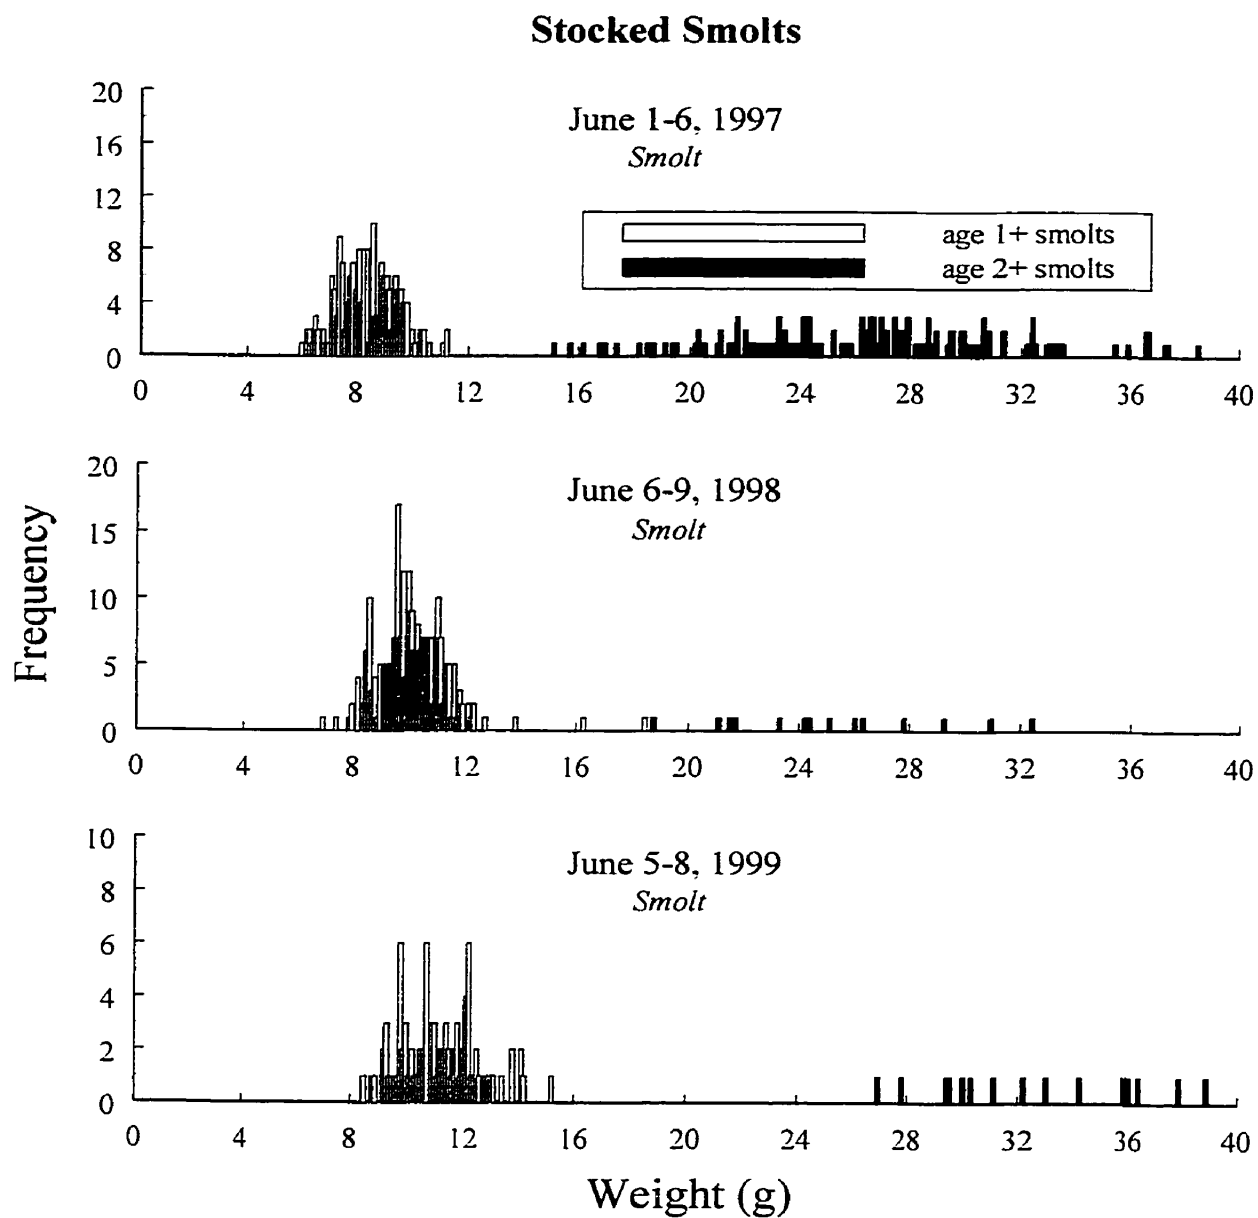 Stocked Smolts
20
16
12
8
4
0
June 1-6, 1997
Smolt
age 1+ smolts
age 2+ smolts
0 4 8 12 16 20 24 28 32 36 40
Frequency
20
15
10
5
0
June 6-9, 1998
Smolt
0 4 8 12 16 20 24 28 32 36 40
10
8
6
4
2
0
June 5-8, 1999
Smolt
0 4 8 12 16 20 24 28 32 36 40
Weight (g)